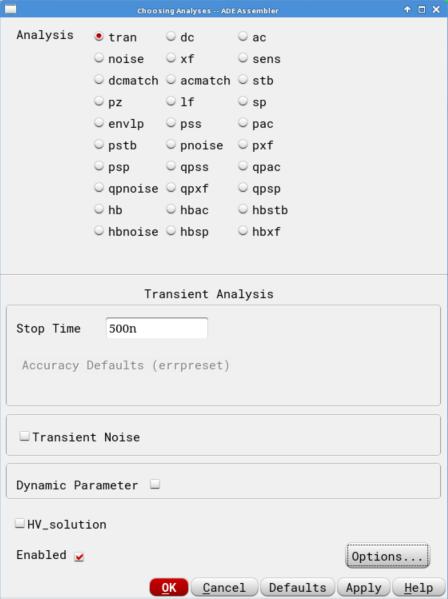 Choosing Analyses -- ADE Assembler
Analysis tran dc ac
noise xf sens
dcmatch acmatch stb
pz lf sp
envlp pss pac
pstb pnoise pxf
psp qpss qpac
qpnoise qpxf qpsp
hb hbac hbstb
hbnoise hbsp hbxf
Transient Analysis
Stop Time 500n
Accuracy Defaults (errpreset)
Transient Noise
Dynamic Parameter
HV_solution
Enabled Options...
OK Cancel Defaults Apply Help